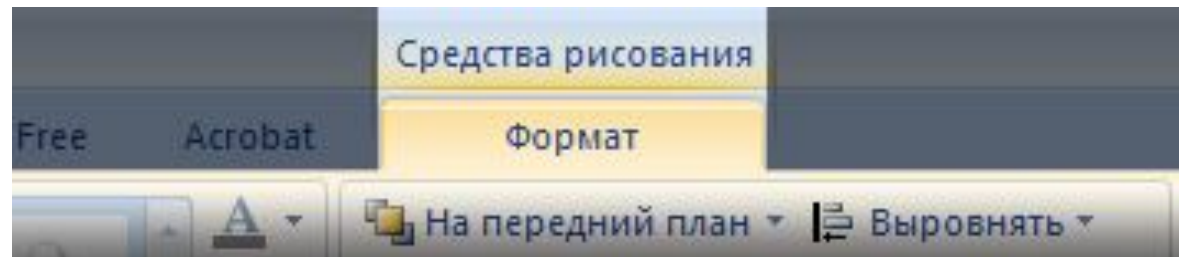 Средства рисования
Free Acrobat Формат
А На передний план Выровнять